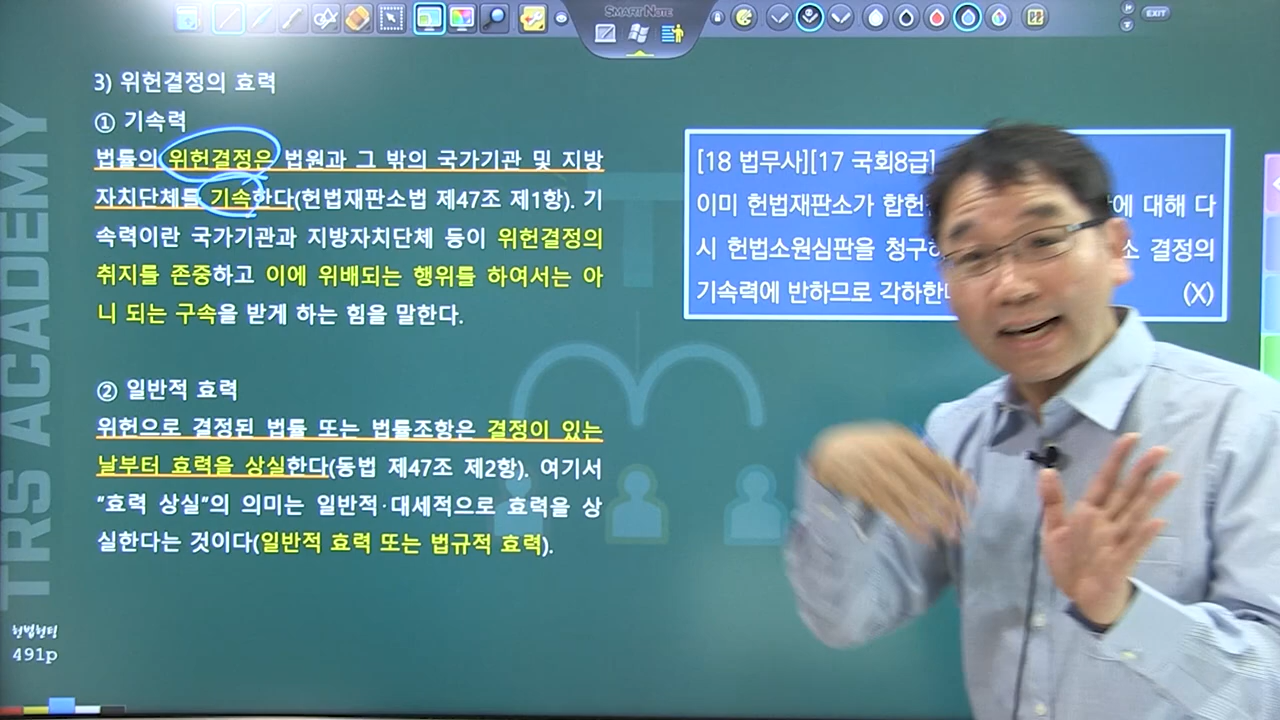 SMART NOTE
EXIT
3) 위헌결정의 효력
① 기속력
법률의 위헌결정은 법원과 그 밖의 국가기관 및 지방
자치단체를 기속한다(헌법재판소법 제47조 제1항). 기
속력이란 국가기관과 지방자치단체 등이 위헌결정의
취지를 존중하고 이에 위배되는 행위를 하여서는 아
니 되는 구속을 받게 하는 힘을 말한다.
② 일반적 효력
위헌으로 결정된 법률 또는 법률조항은 결정이 있는
날부터 효력을 상실한다(동법 제47조 제2항). 여기서
"효력 상실"의 의미는 일반적·대세적으로 효력을 상
실한다는 것이다(일반적 효력 또는 법규적 효력).
[18 법무사][17 국회8급]
이미 헌법재판소가 에 대해 다
시 헌법소원심판을 결정의
기속력에 반하므로 (X)
TRS ACADEMY
헌법헌팅
491p